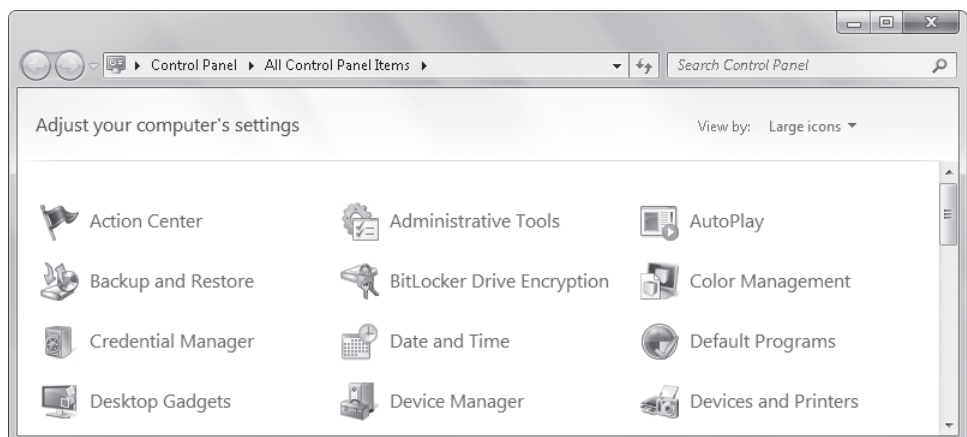 Control Panel ▸ All Control Panel Items ▸ Search Control Panel
Adjust your computer's settings View by: Large icons
Action Center Administrative Tools AutoPlay
Backup and Restore BitLocker Drive Encryption Color Management
Credential Manager Date and Time Default Programs
Desktop Gadgets Device Manager Devices and Printers